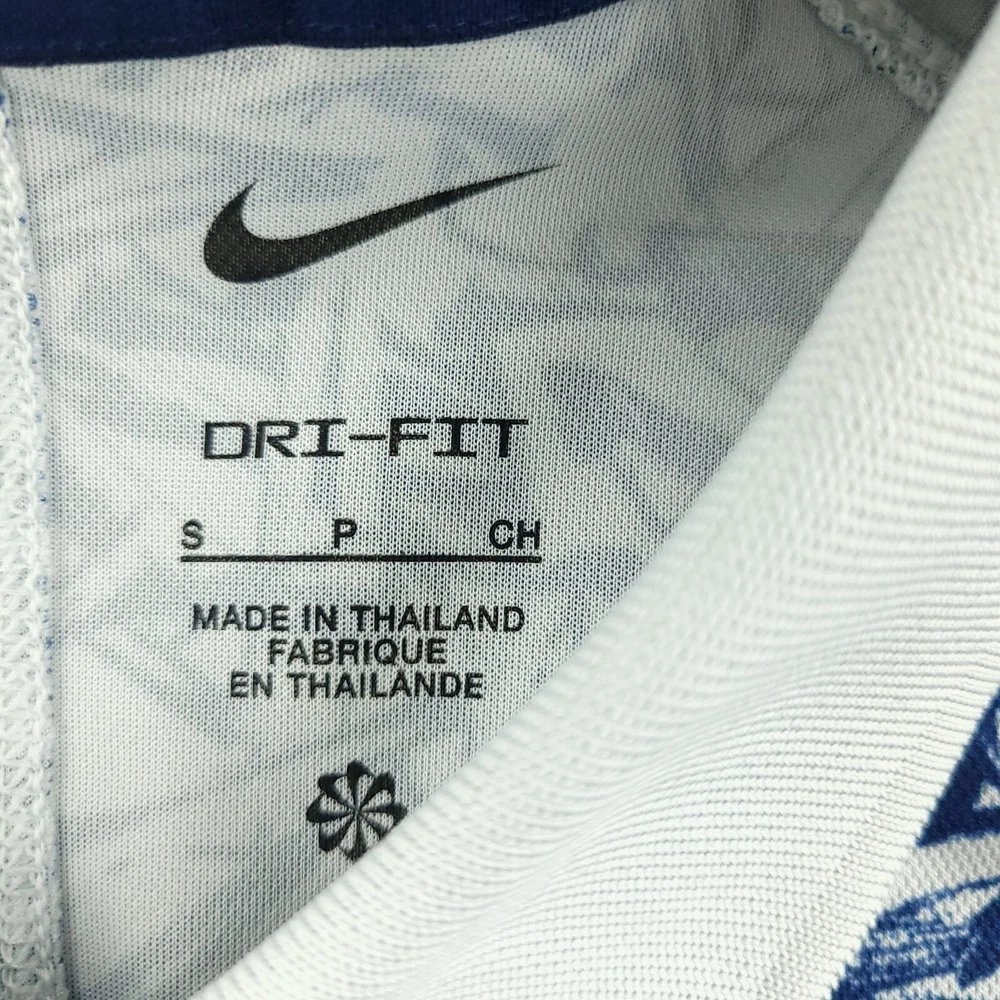 DRI-FIT
S P CH
MADE IN THAILAND
FABRIQUE
EN THAILANDE